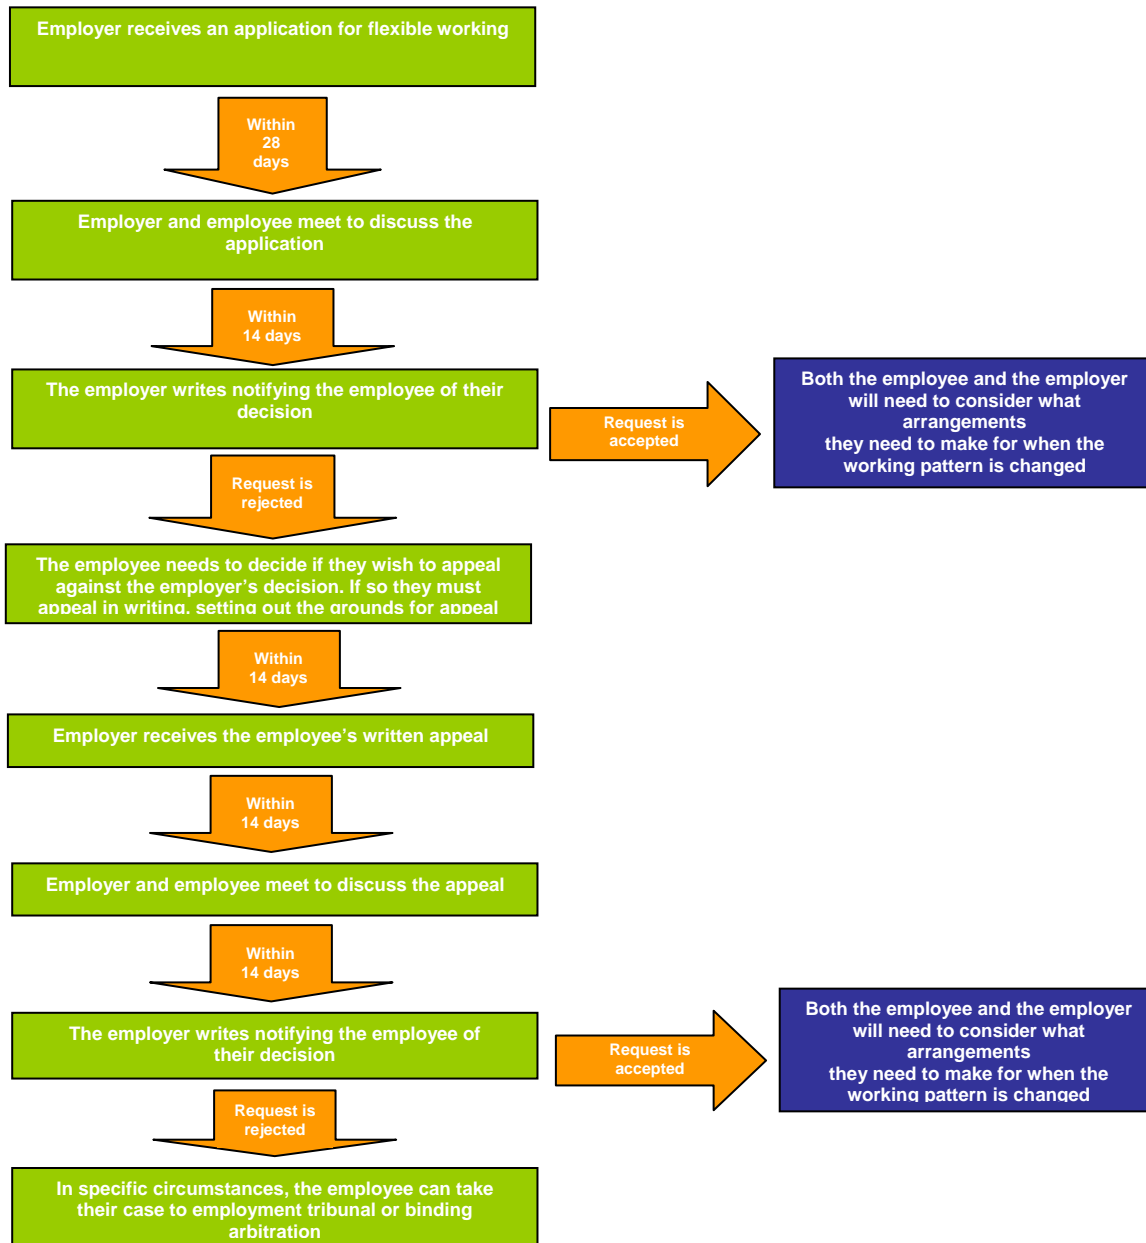 Employer receives an application for flexible working
Within
28
days
Employer and employee meet to discuss the
application
Within
14 days
The employer writes notifying the employee of their
decision
Request is
accepted
Both the employee and the employer
will need to consider what
arrangements
they need to make for when the
working pattern is changed
Request is
rejected
The employee needs to decide if they wish to appeal
against the employer’s decision. If so they must
appeal in writing, setting out the grounds for appeal
Within
14 days
Employer receives the employee’s written appeal
Within
14 days
Employer and employee meet to discuss the appeal
Within
14 days
The employer writes notifying the employee of
their decision
Request is
accepted
Both the employee and the employer
will need to consider what
arrangements
they need to make for when the
working pattern is changed
Request is
rejected
In specific circumstances, the employee can take
their case to employment tribunal or binding
arbitration